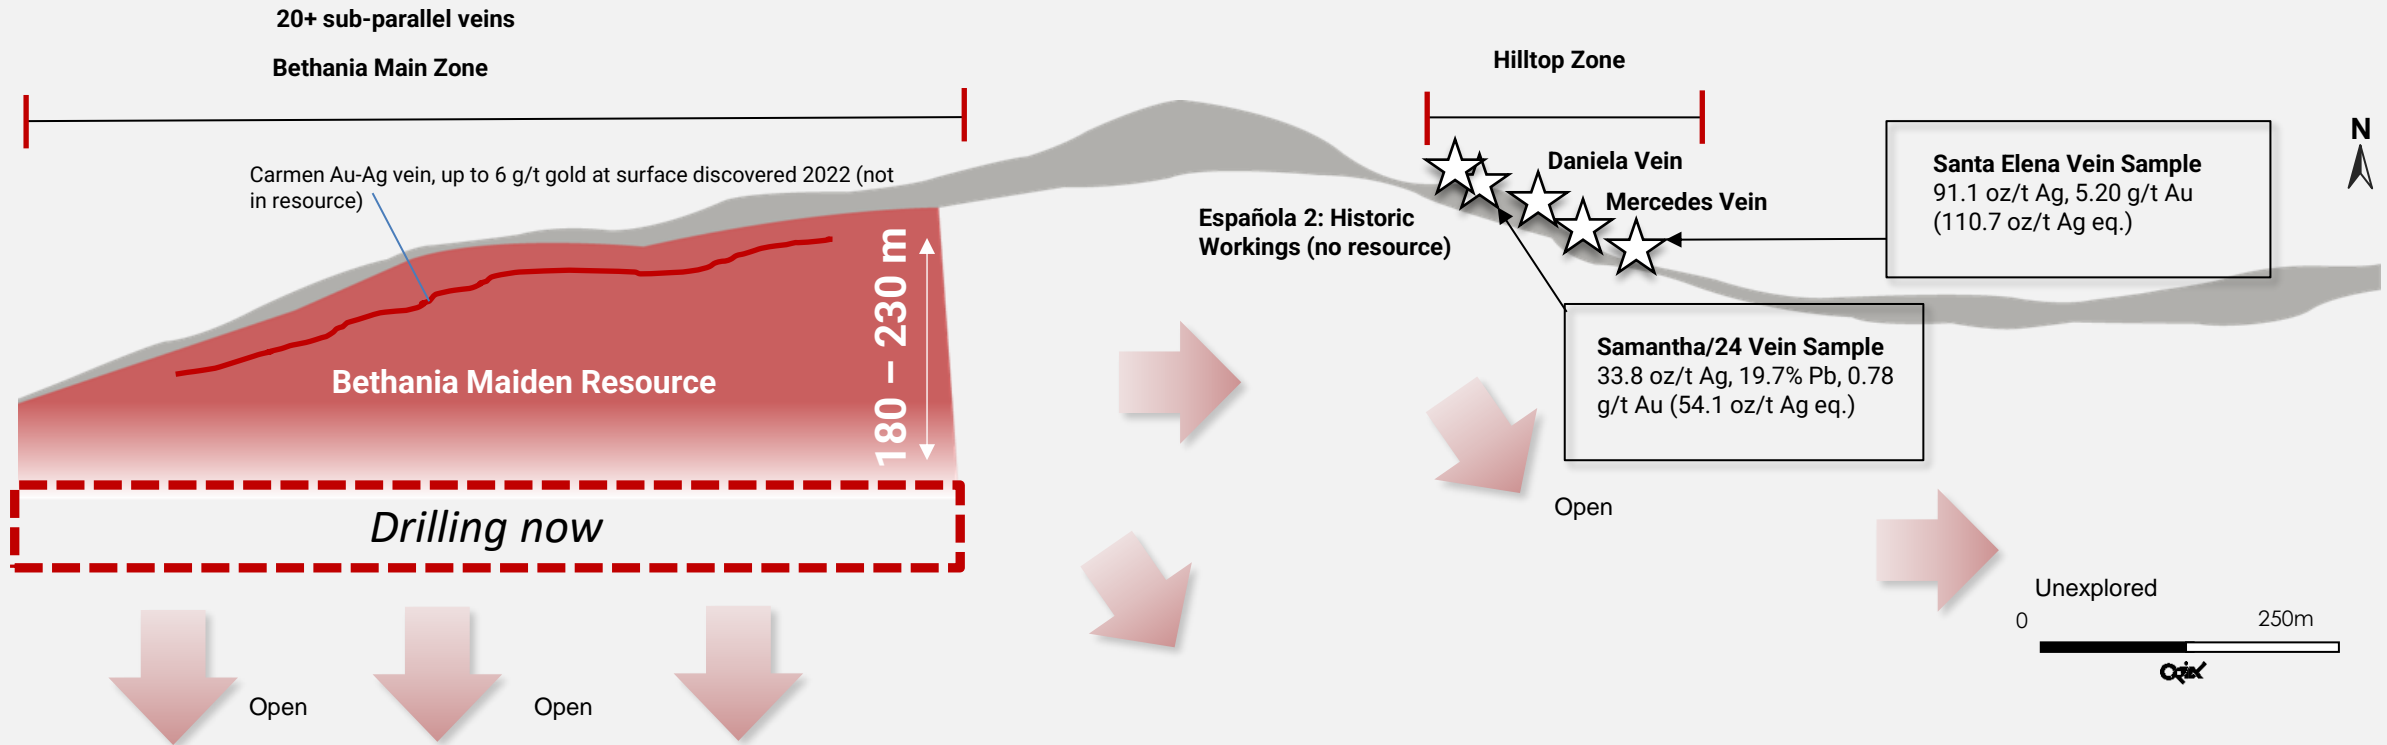 20+ sub-parallel veins
Bethania Main Zone
Hilltop Zone
N
Carmen Au-Ag vein, up to 6 g/t gold at surface discovered 2022 (not
in resource)
Daniela Vein
Mercedes Vein
Española 2: Historic
Workings (no resource)
Santa Elena Vein Sample
91.1 oz/t Ag, 5.20 g/t Au
(110.7 oz/t Ag eq.)
180 – 230 m
Bethania Maiden Resource
Samantha/24 Vein Sample
33.8 oz/t Ag, 19.7% Pb, 0.78
g/t Au (54.1 oz/t Ag eq.)
Drilling now
Open
Unexplored
0
250m
Open
Open